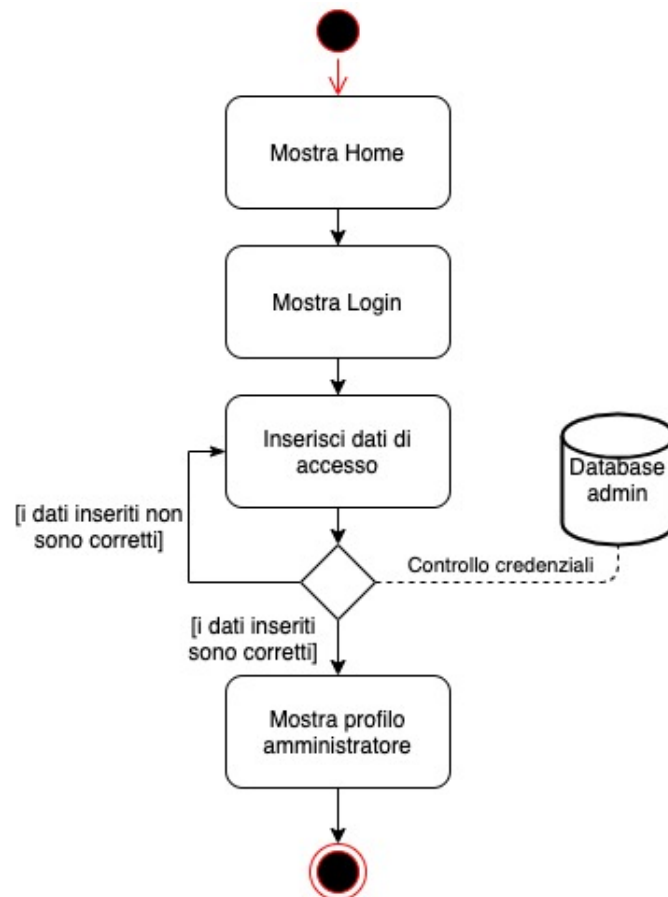 Mostra Home
Mostra Login
Inserisci dati di
accesso
Database
admin
[i dati inseriti non
sono corretti]
Controllo credenziali
[i dati inseriti
sono corretti]
Mostra profilo
amministratore